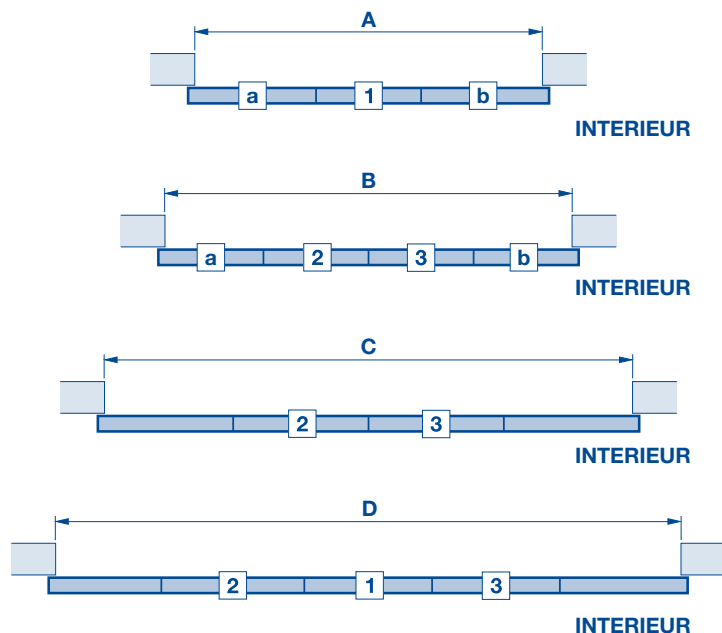 A
a 1 b
INTERIEUR
B
a 2 3 b
INTERIEUR
C
2 3
INTERIEUR
D
2 1 3
INTERIEUR